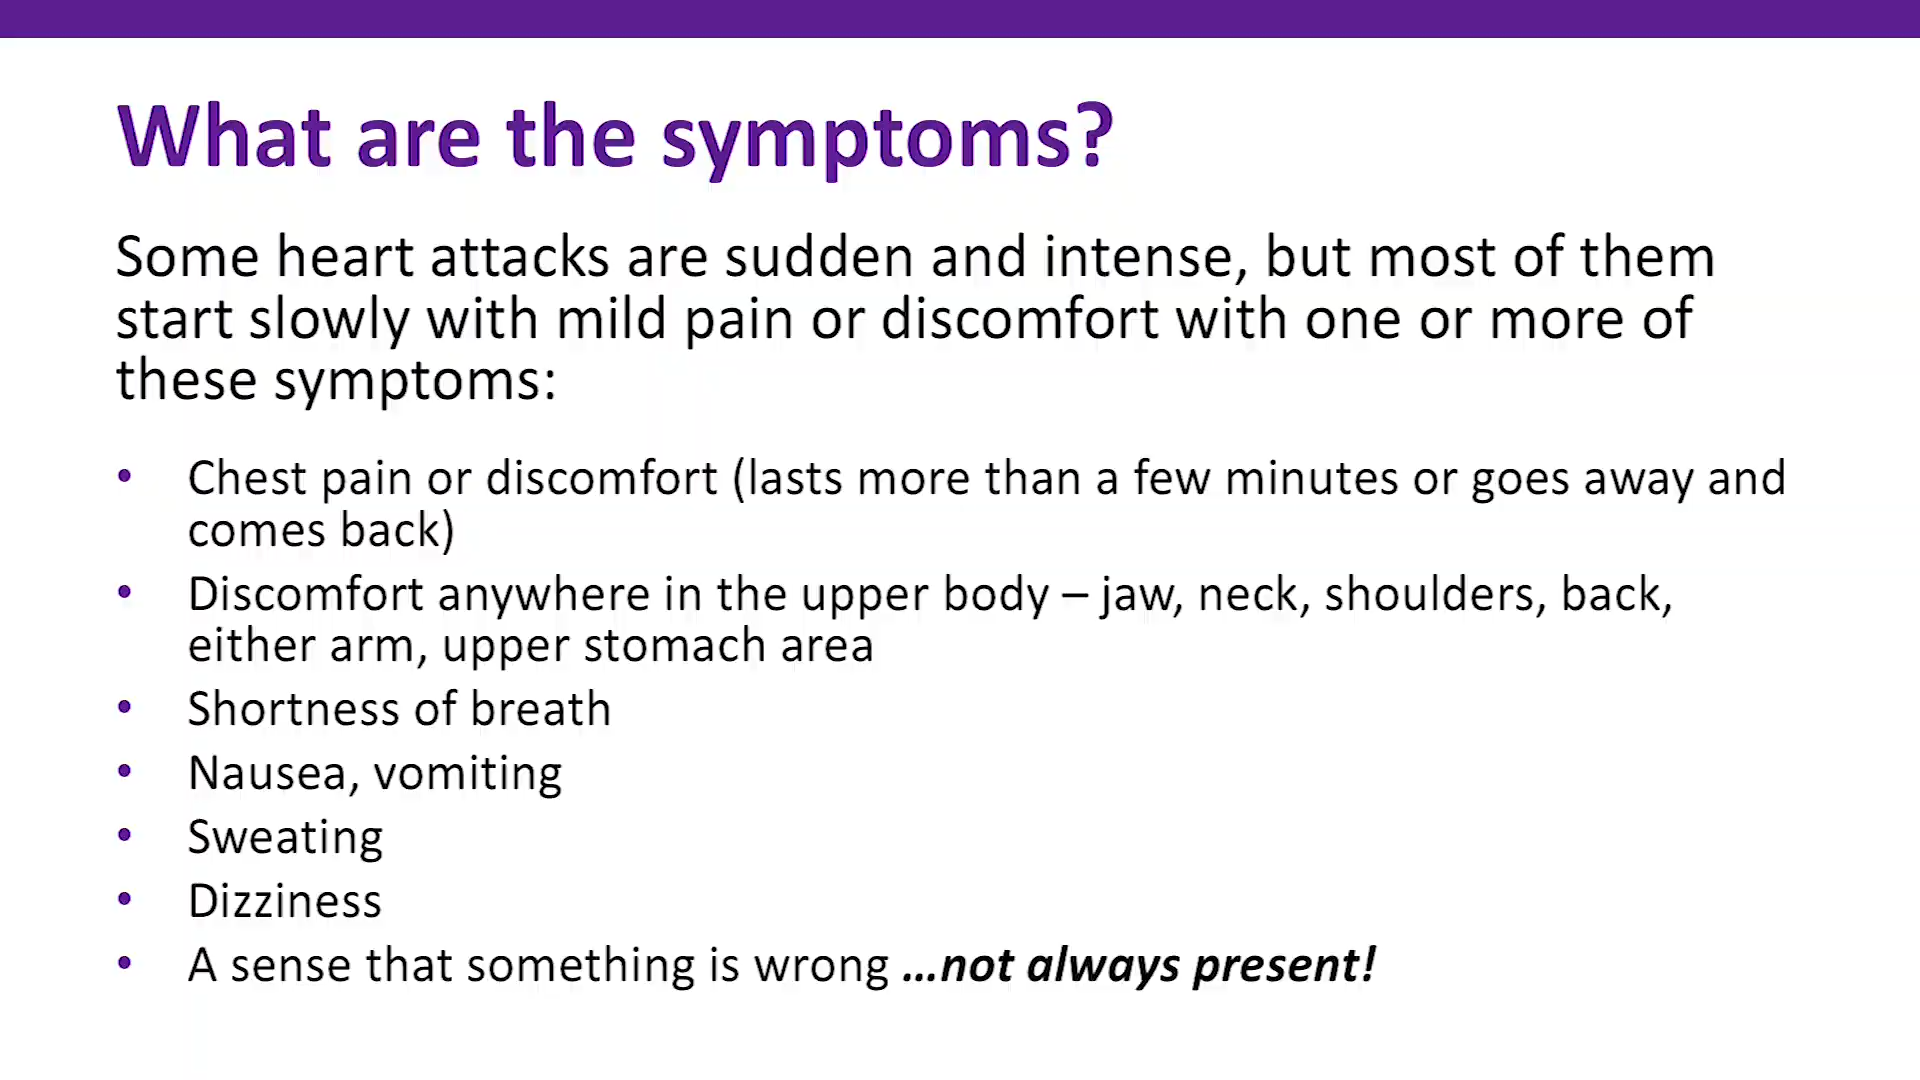 What are the symptoms?
Some heart attacks are sudden and intense, but most of them
start slowly with mild pain or discomfort with one or more of
these symptoms:
• Chest pain or discomfort (lasts more than a few minutes or goes away and
comes back)
• Discomfort anywhere in the upper body – jaw, neck, shoulders, back,
either arm, upper stomach area
• Shortness of breath
• Nausea, vomiting
• Sweating
• Dizziness
• A sense that something is wrong …not always present!